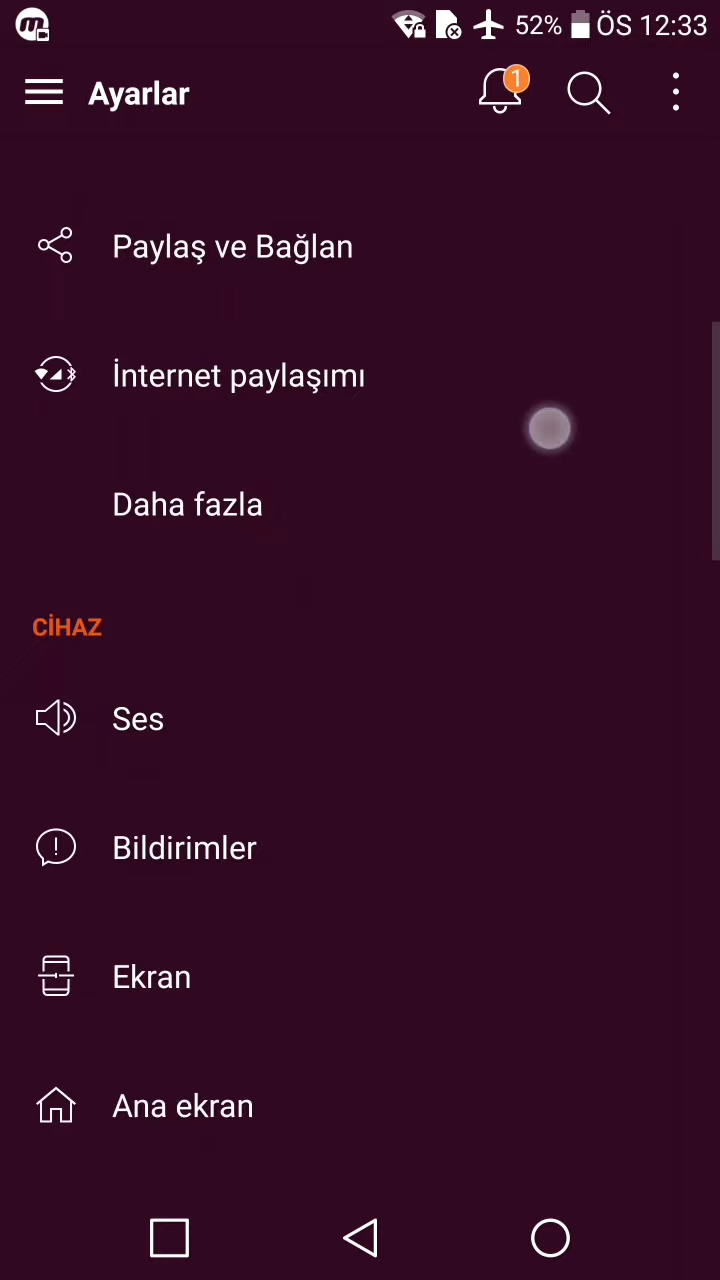 52% ÖS 12:33
Ayarlar
1
Paylaş ve Bağlan
İnternet paylaşımı
Daha fazla
CİHAZ
Ses
Bildirimler
Ekran
Ana ekran